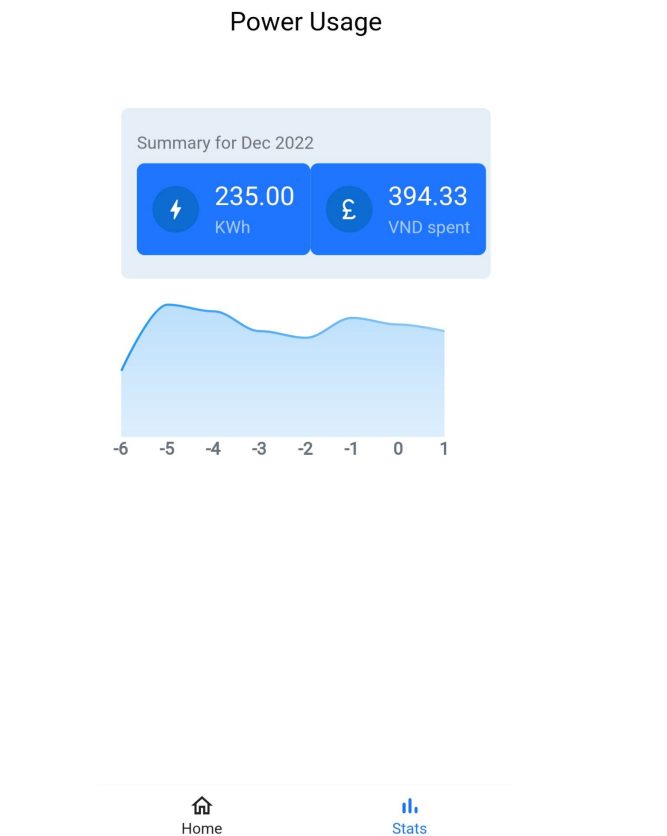 Power Usage
Summary for Dec 2022
235.00
KWh
£
394.33
VND spent
-6 -5 -4 -3 -2 -1 0 1
Home
Stats